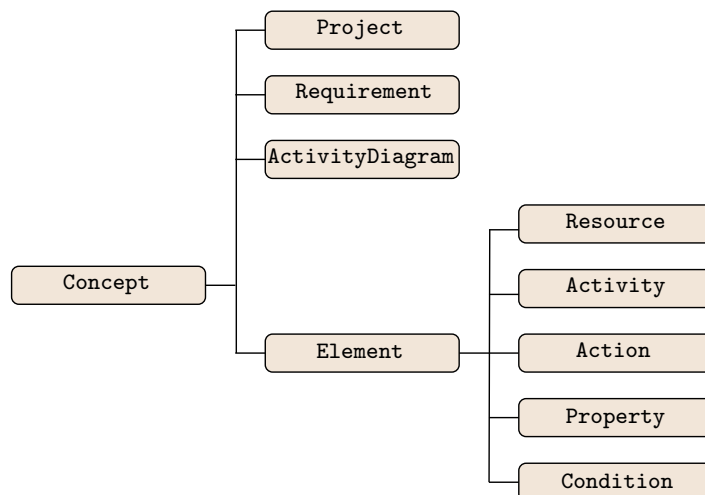 Project
Requirement
ActivityDiagram
Resource
Concept
Activity
Element
Action
Property
Condition